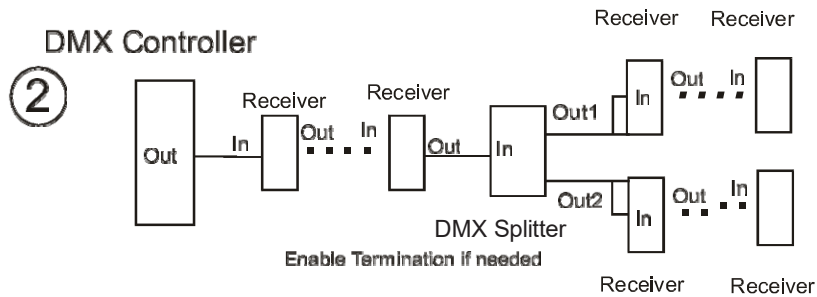 Receiver Receiver
DMX Controller
2
Receiver Receiver
Out In Out In Out In Out1 In Out In
Out2 In Out In
DMX Splitter
Enable Termination if needed
Receiver Receiver